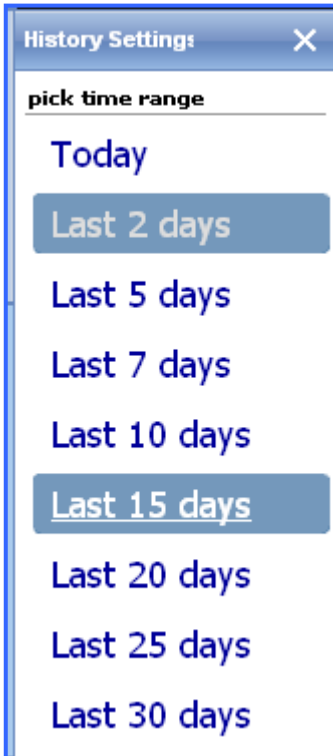 History Settings
pick time range
Today
Last 2 days
Last 5 days
Last 7 days
Last 10 days
Last 15 days
Last 20 days
Last 25 days
Last 30 days